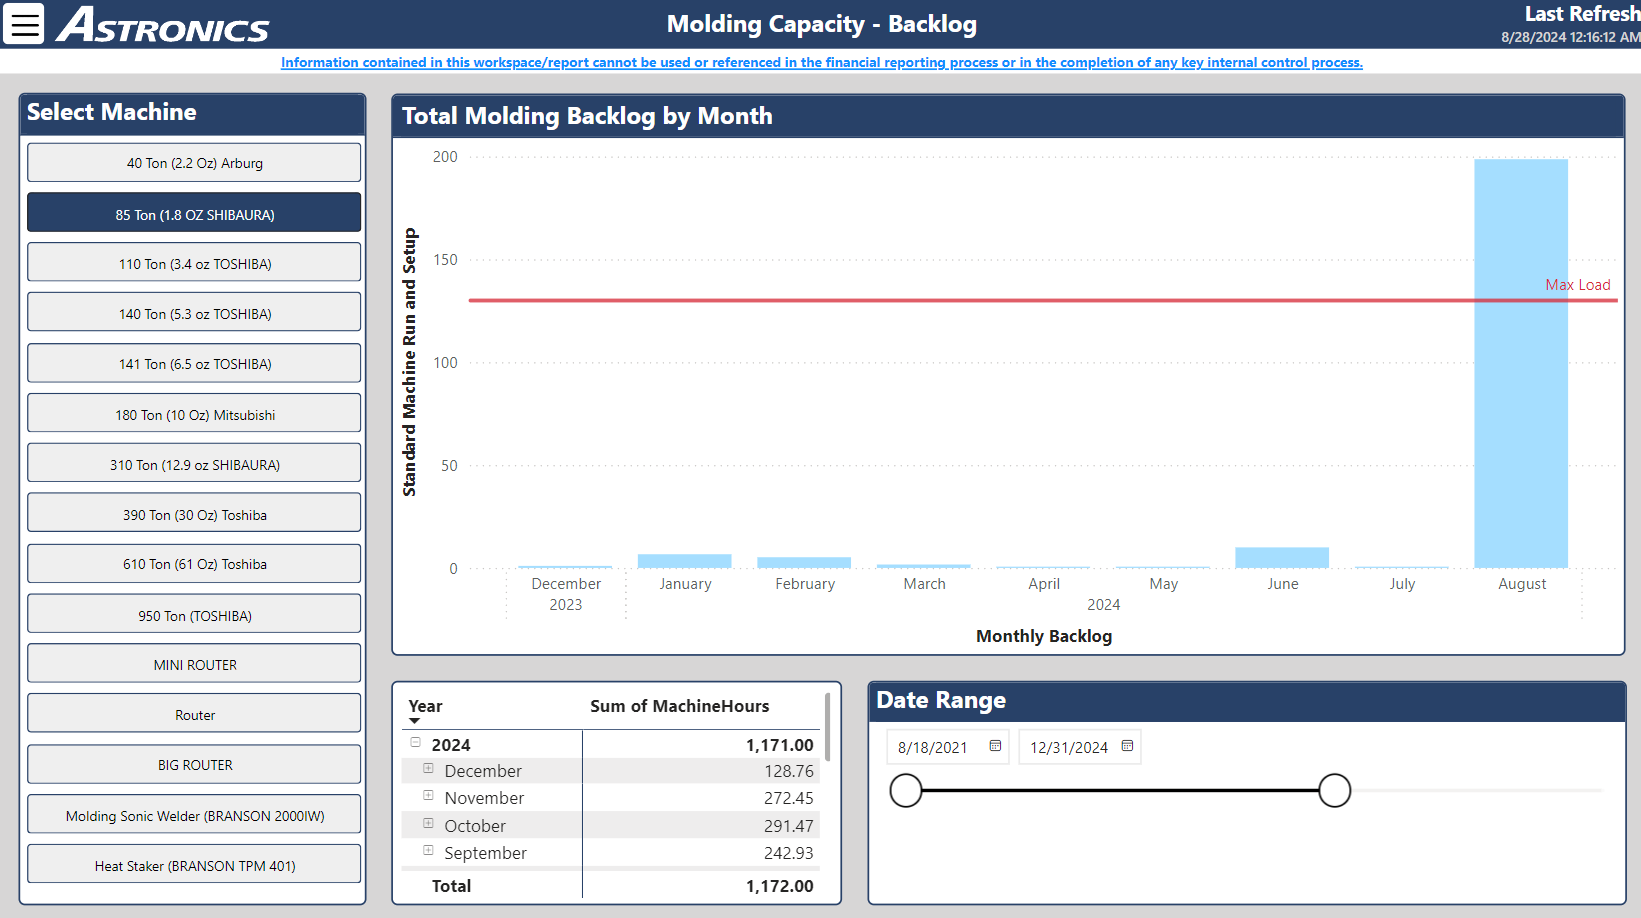 ASTRONICS
Molding Capacity - Backlog
Last Refresh
8/28/2024 12:16:12 AM
Information contained in this workspace/report cannot be used or referenced in the financial reporting process or in the completion of any key internal control process.
Select Machine
40 Ton (2.2 Oz) Arburg
85 Ton (1.8 OZ SHIBAURA)
110 Ton (3.4 oz TOSHIBA)
140 Ton (5.3 oz TOSHIBA)
141 Ton (6.5 oz TOSHIBA)
180 Ton (10 Oz) Mitsubishi
310 Ton (12.9 oz SHIBAURA)
390 Ton (30 Oz) Toshiba
610 Ton (61 Oz) Toshiba
950 Ton (TOSHIBA)
MINI ROUTER
Router
BIG ROUTER
Molding Sonic Welder (BRANSON 2000IW)
Heat Staker (BRANSON TPM 401)
Total Molding Backlog by Month
Standard Machine Run and Setup
200
150
100
50
0
Max Load
December January February March April May June July August
2023 2024
Monthly Backlog
Year Sum of MachineHours
2024 1,171.00
December 128.76
November 272.45
October 291.47
September 242.93
Total 1,172.00
Date Range
8/18/2021 12/31/2024